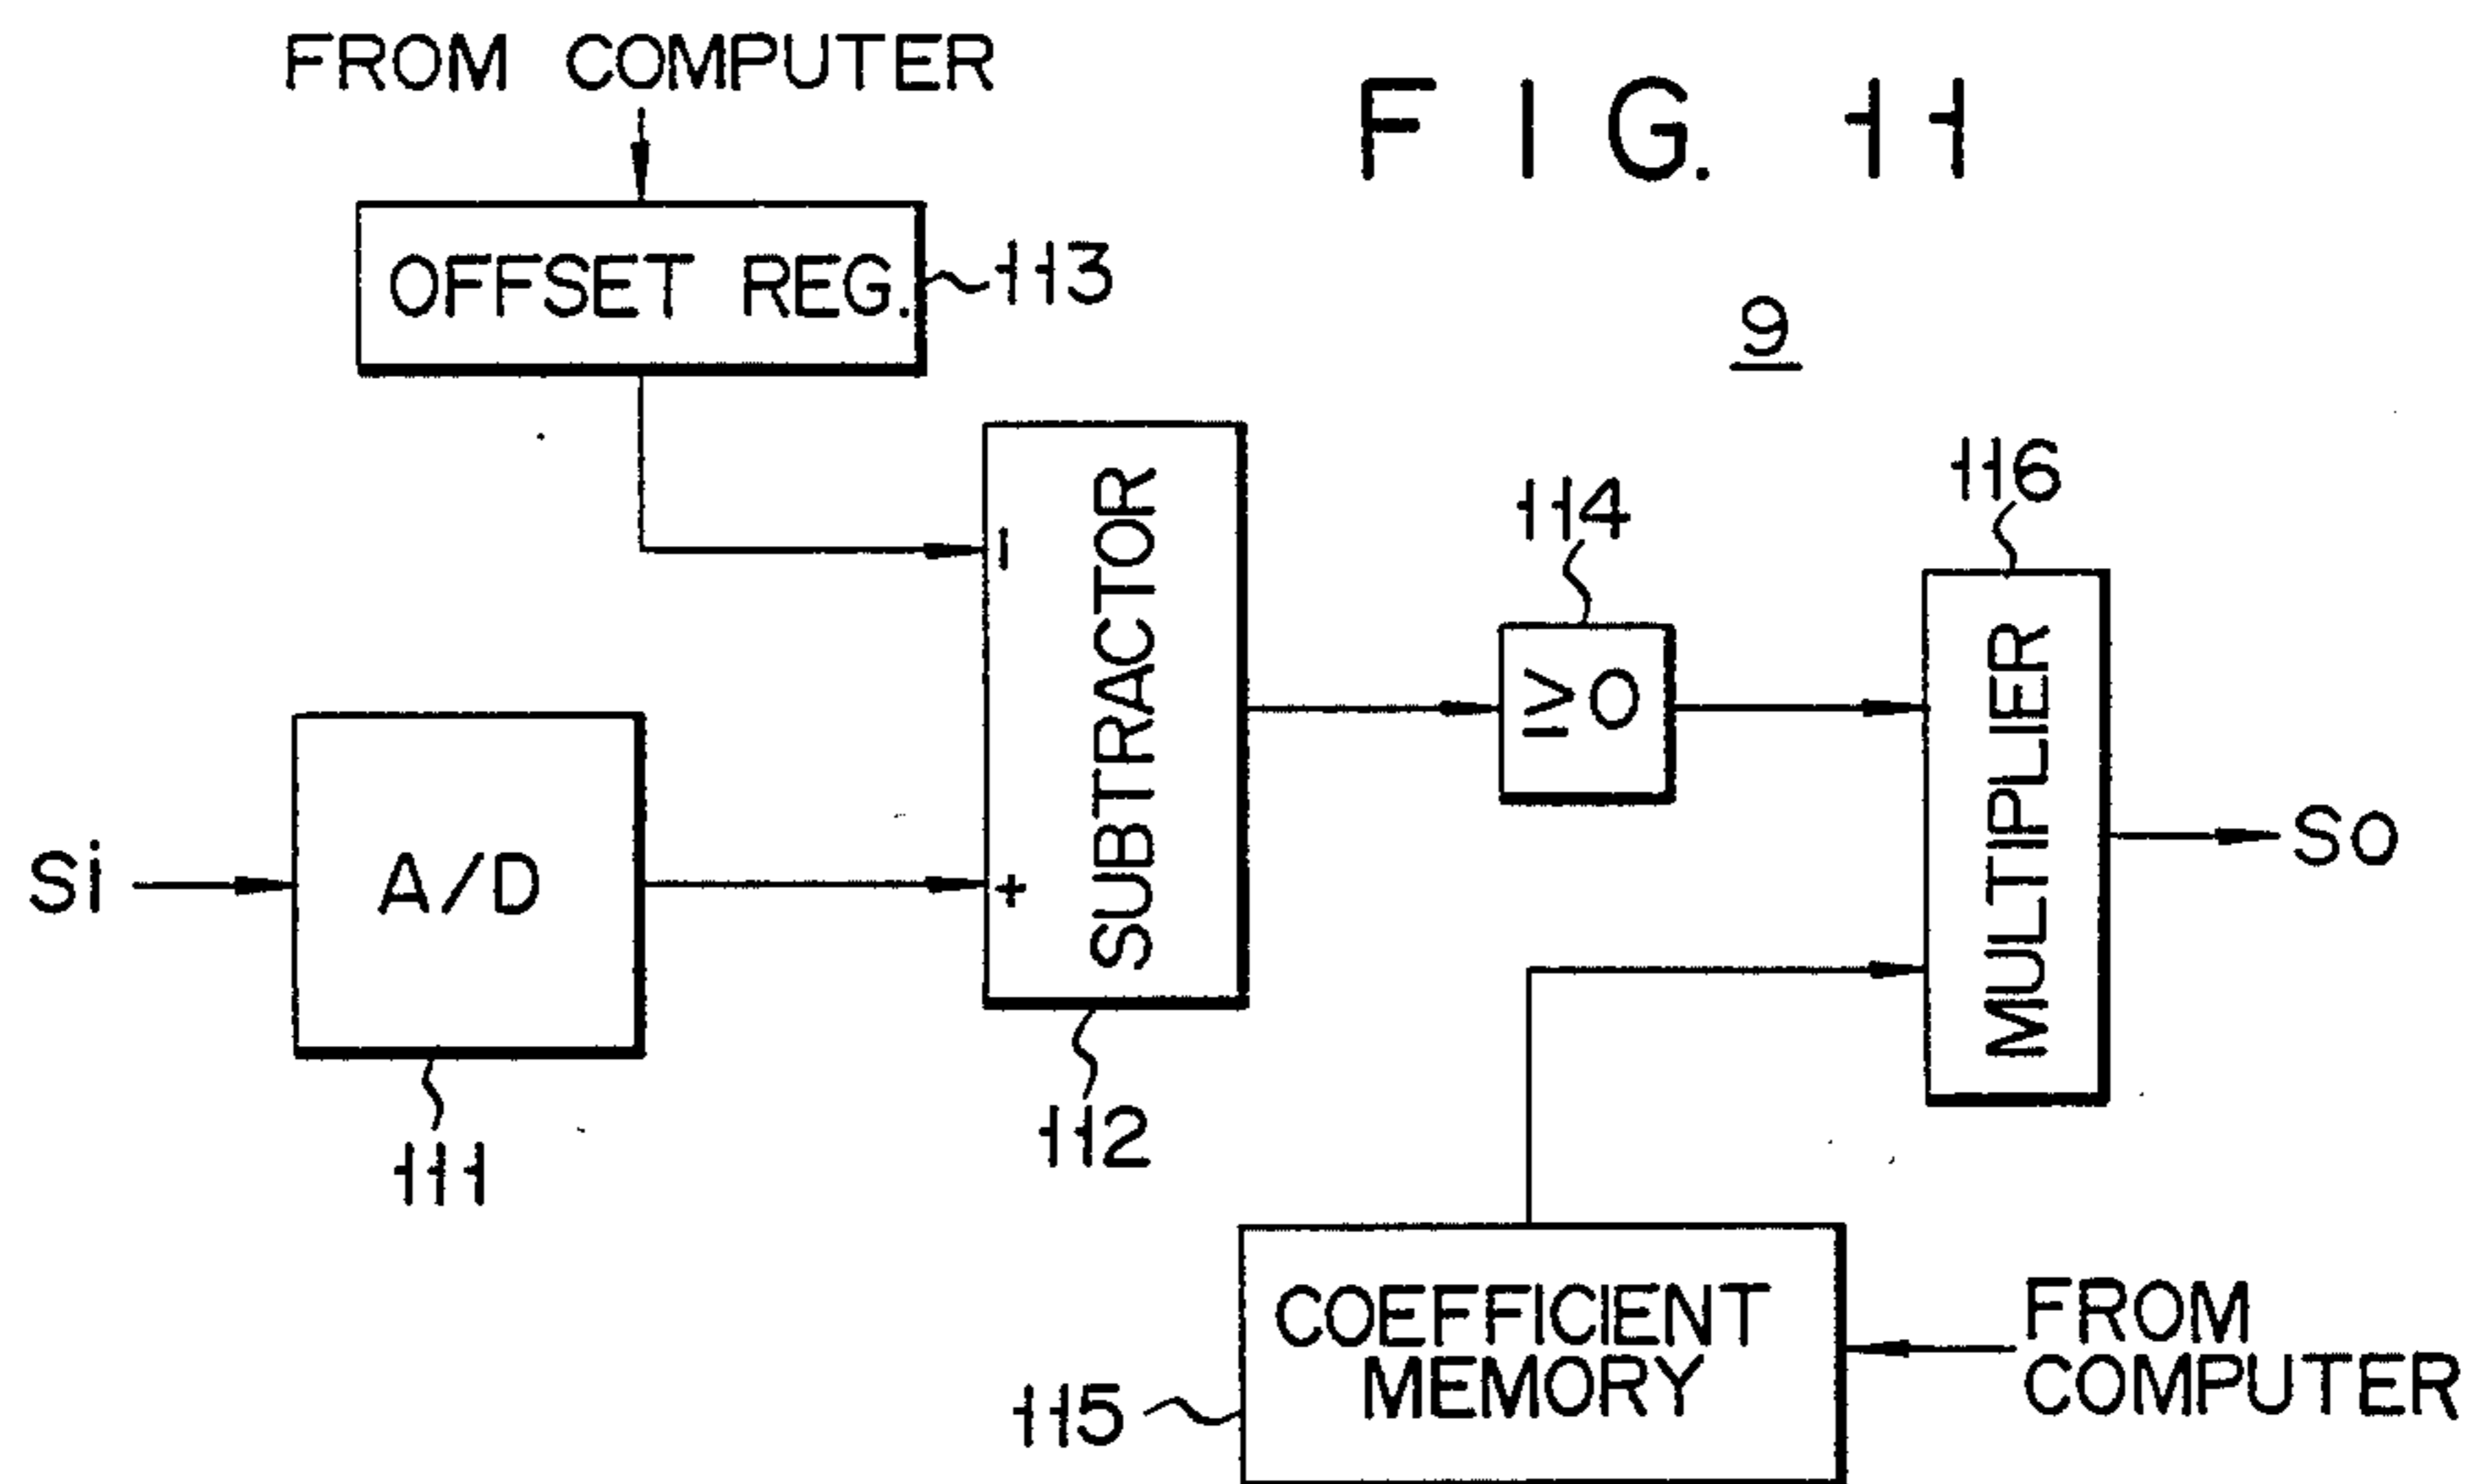 FROM COMPUTER
FIG. 11
OFFSET REG.
113
9
-
SUBTRACTOR
+
114
≥0
116
MULTIPLIER
Si
A/D
So
111
112
COEFFICIENT
MEMORY
115
FROM
COMPUTER